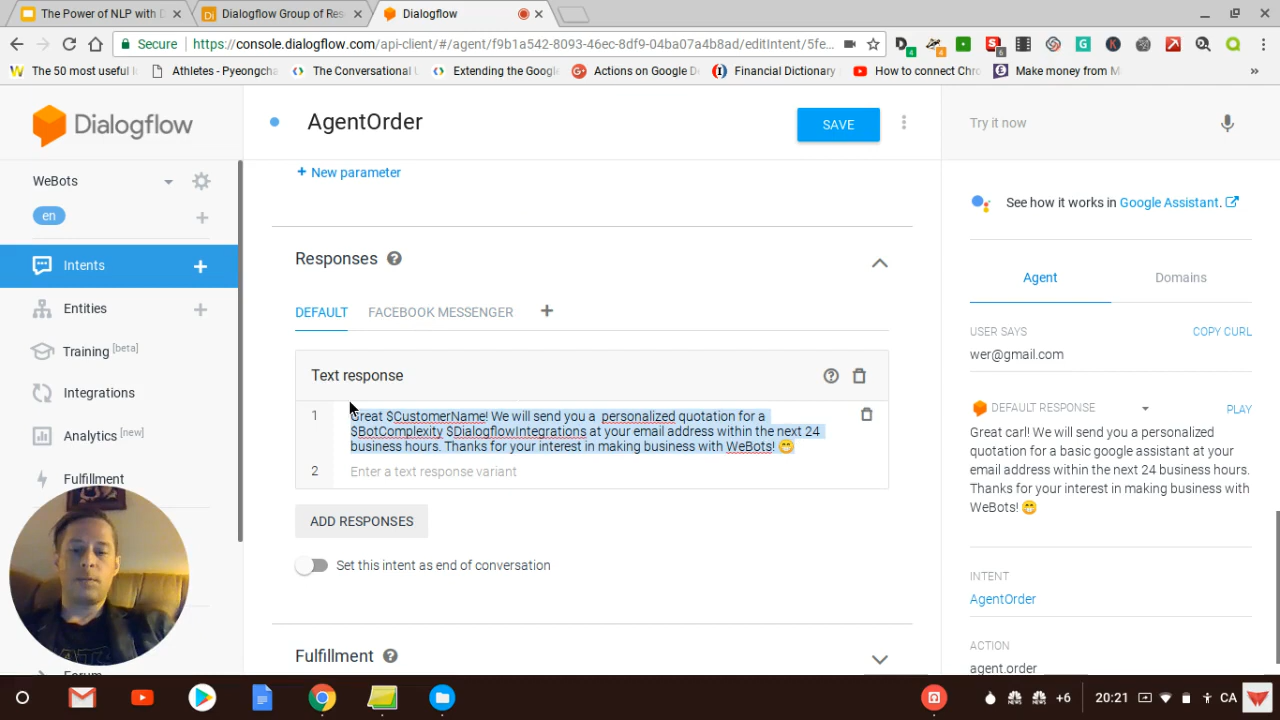 The Power of NLP with D
Dialogflow Group of Res
Dialogflow
Secure
https://console.dialogflow.com/api-client/#/agent/f9b1a542-8093-46ec-8df9-04ba07a4b8ad/editIntent/5fe...
The 50 most useful i
Athletes - Pyeongcha
The Conversational
Extending the Googl
Actions on Google D
Financial Dictionary
How to connect Chro
Make money from M
Dialogflow
WeBots
en
Intents
Entities
Training [beta]
Integrations
Analytics [new]
Fulfillment
AgentOrder
SAVE
+ New parameter
Responses
DEFAULT
FACEBOOK MESSENGER
Text response
1
Great $CustomerName! We will send you a personalized quotation for a
$BotComplexity $DialogflowIntegrations at your email address within the next 24
business hours. Thanks for your interest in making business with WeBots! 😁
2
Enter a text response variant
ADD RESPONSES
Set this intent as end of conversation
Fulfillment
Try it now
See how it works in Google Assistant.
Agent
Domains
USER SAYS
COPY CURL
wer@gmail.com
DEFAULT RESPONSE
PLAY
Great carl! We will send you a personalized
quotation for a basic google assistant at your
email address within the next 24 business hours.
Thanks for your interest in making business with
WeBots! 😁
INTENT
AgentOrder
ACTION
agent.order
+6
20:21
CA